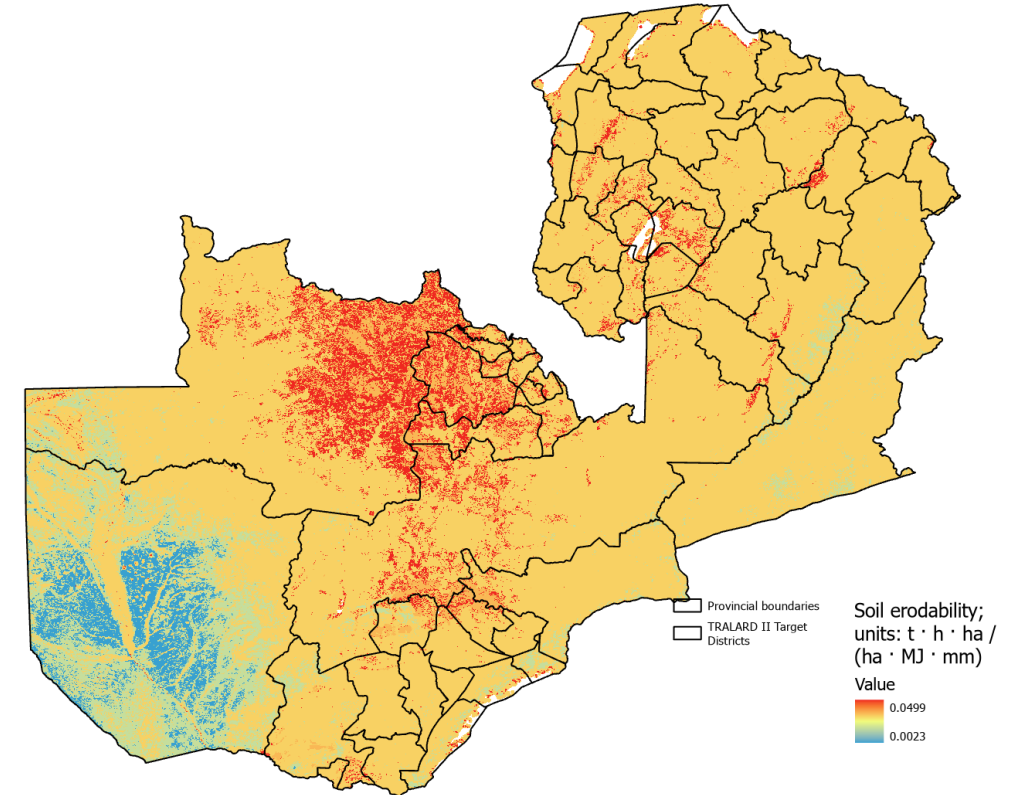 Provincial boundaries
TRALARD II Target
Districts
Soil erodability;
units: t · h · ha /
(ha · MJ · mm)
Value
0.0499
0.0023